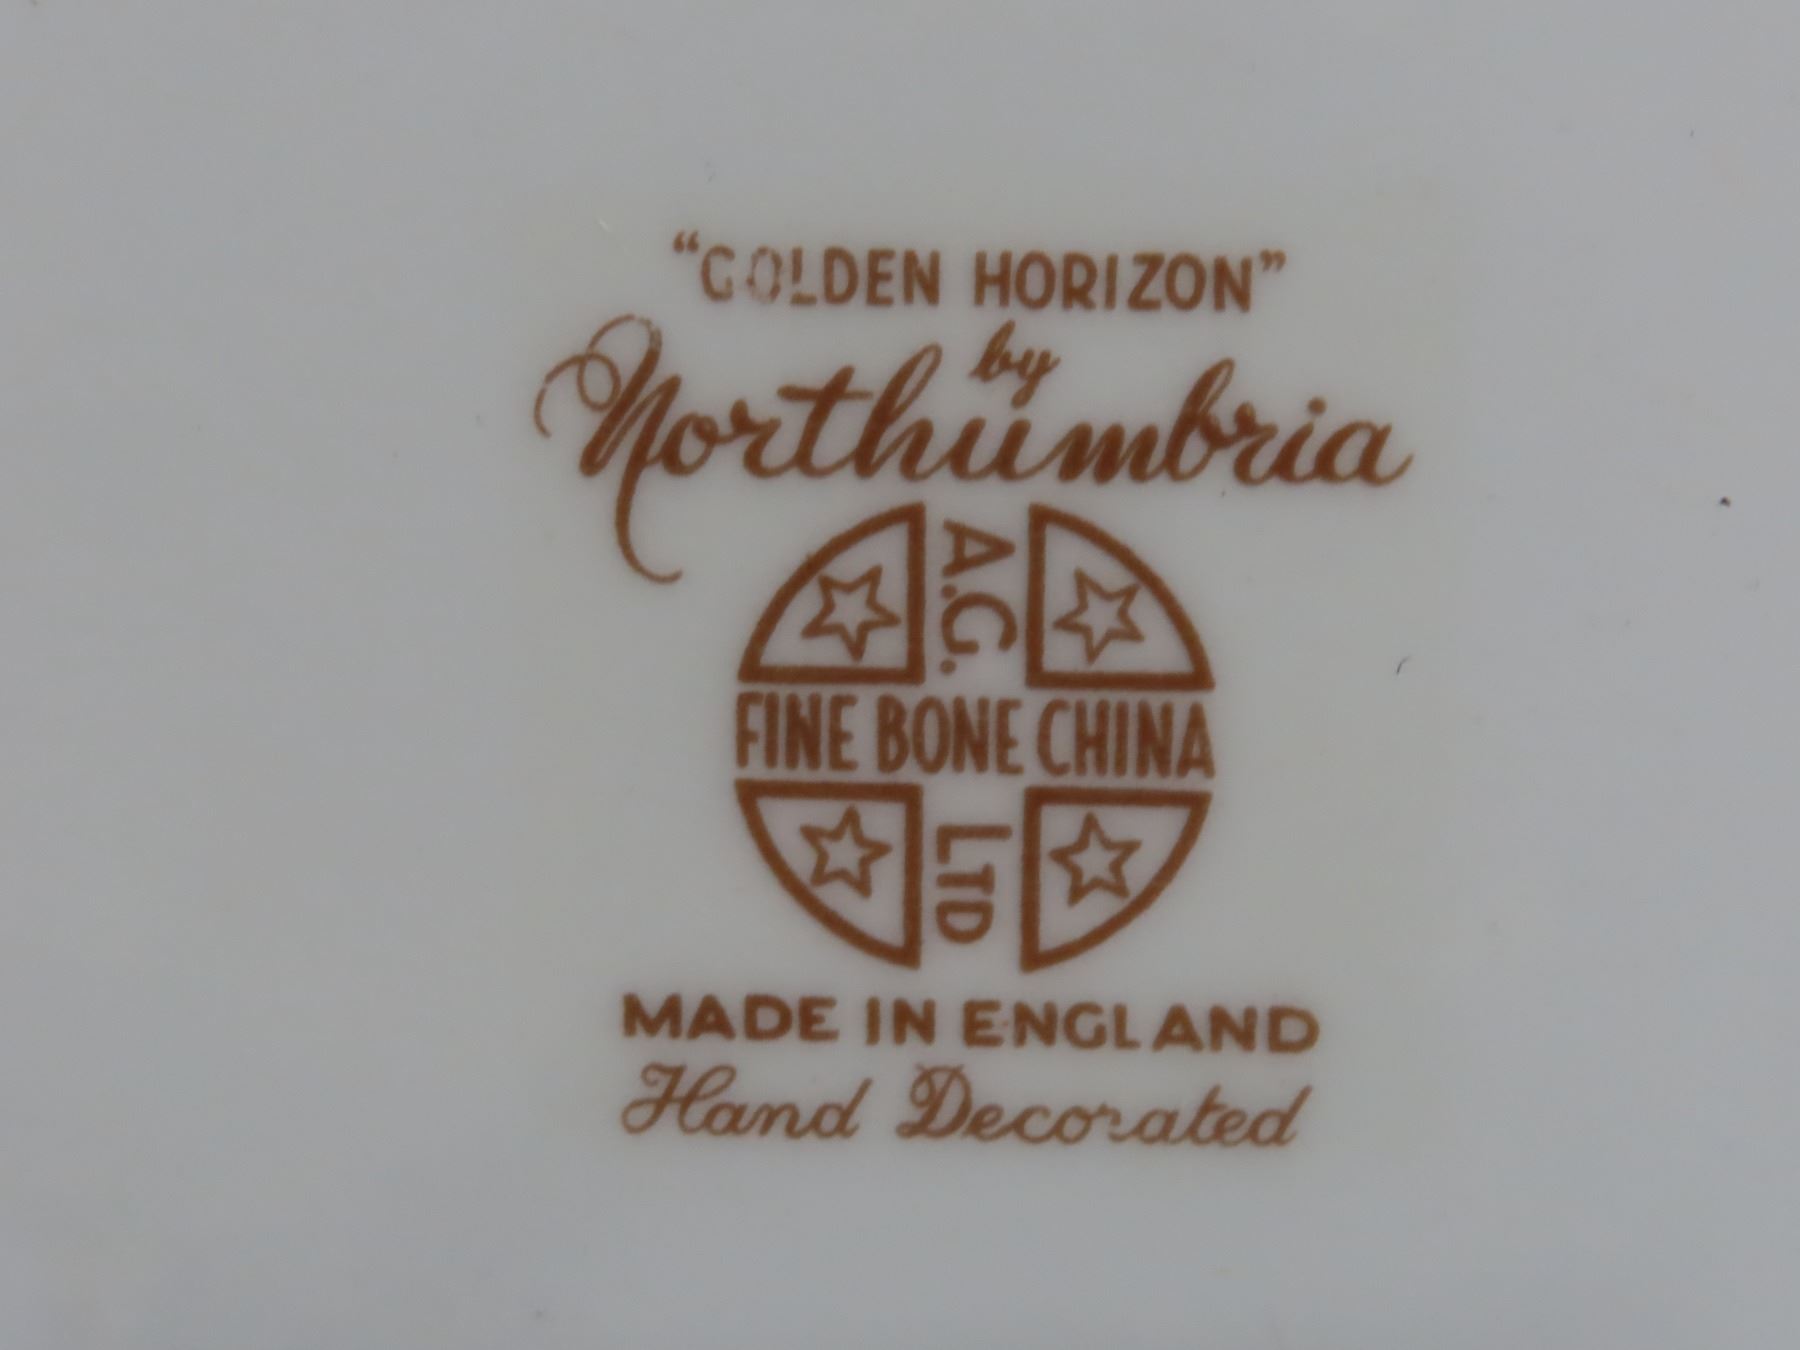 "GOLDEN HORIZON"
by
Northumbria
A.G.
FINE BONE CHINA
LTD
MADE IN ENGLAND
Hand Decorated